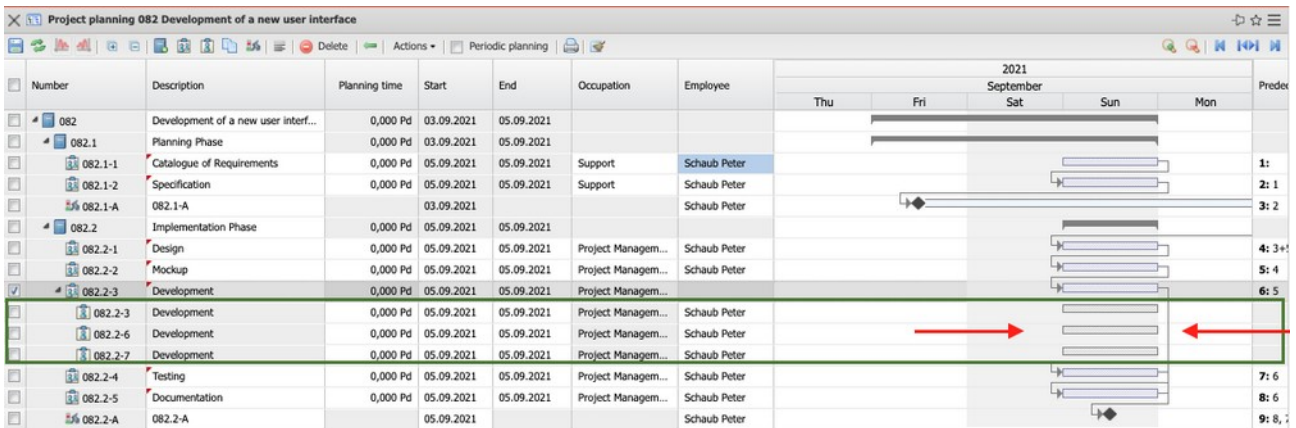 Project planning 082 Development of a new user interface
Delete Actions Periodic planning
2021
September
Number Description Planning time Start End Occupation Employee
Thu Fri Sat Sun Mon
082 Development of a new user interf... 0,000 Pd 03.09.2021 05.09.2021
082.1 Planning Phase 0,000 Pd 03.09.2021 05.09.2021
082.1-1 Catalogue of Requirements 0,000 Pd 05.09.2021 05.09.2021 Support Schaub Peter 1:
082.1-2 Specification 0,000 Pd 05.09.2021 05.09.2021 Support Schaub Peter 2: 1
082.1-A 082.1-A 03.09.2021 Schaub Peter 3: 2
082.2 Implementation Phase 0,000 Pd 05.09.2021 05.09.2021
082.2-1 Design 0,000 Pd 05.09.2021 05.09.2021 Project Managem... Schaub Peter 4:
082.2-2 Mockup 0,000 Pd 05.09.2021 05.09.2021 Project Managem... Schaub Peter 5: 4
082.2-3 Development 0,000 Pd 05.09.2021 05.09.2021 Project Managem... 6: 5
082.2-3 Development 0,000 Pd 05.09.2021 05.09.2021 Project Managem... Schaub Peter
082.2-6 Development 0,000 Pd 05.09.2021 05.09.2021 Project Managem... Schaub Peter
082.2-7 Development 0,000 Pd 05.09.2021 05.09.2021 Project Managem... Schaub Peter
082.2-4 Testing 0,000 Pd 05.09.2021 05.09.2021 Project Managem... Schaub Peter 7: 6
082.2-5 Documentation 0,000 Pd 05.09.2021 05.09.2021 Project Managem... Schaub Peter 8: 6
082.2-A 082.2-A 05.09.2021 Schaub Peter 9: 8,